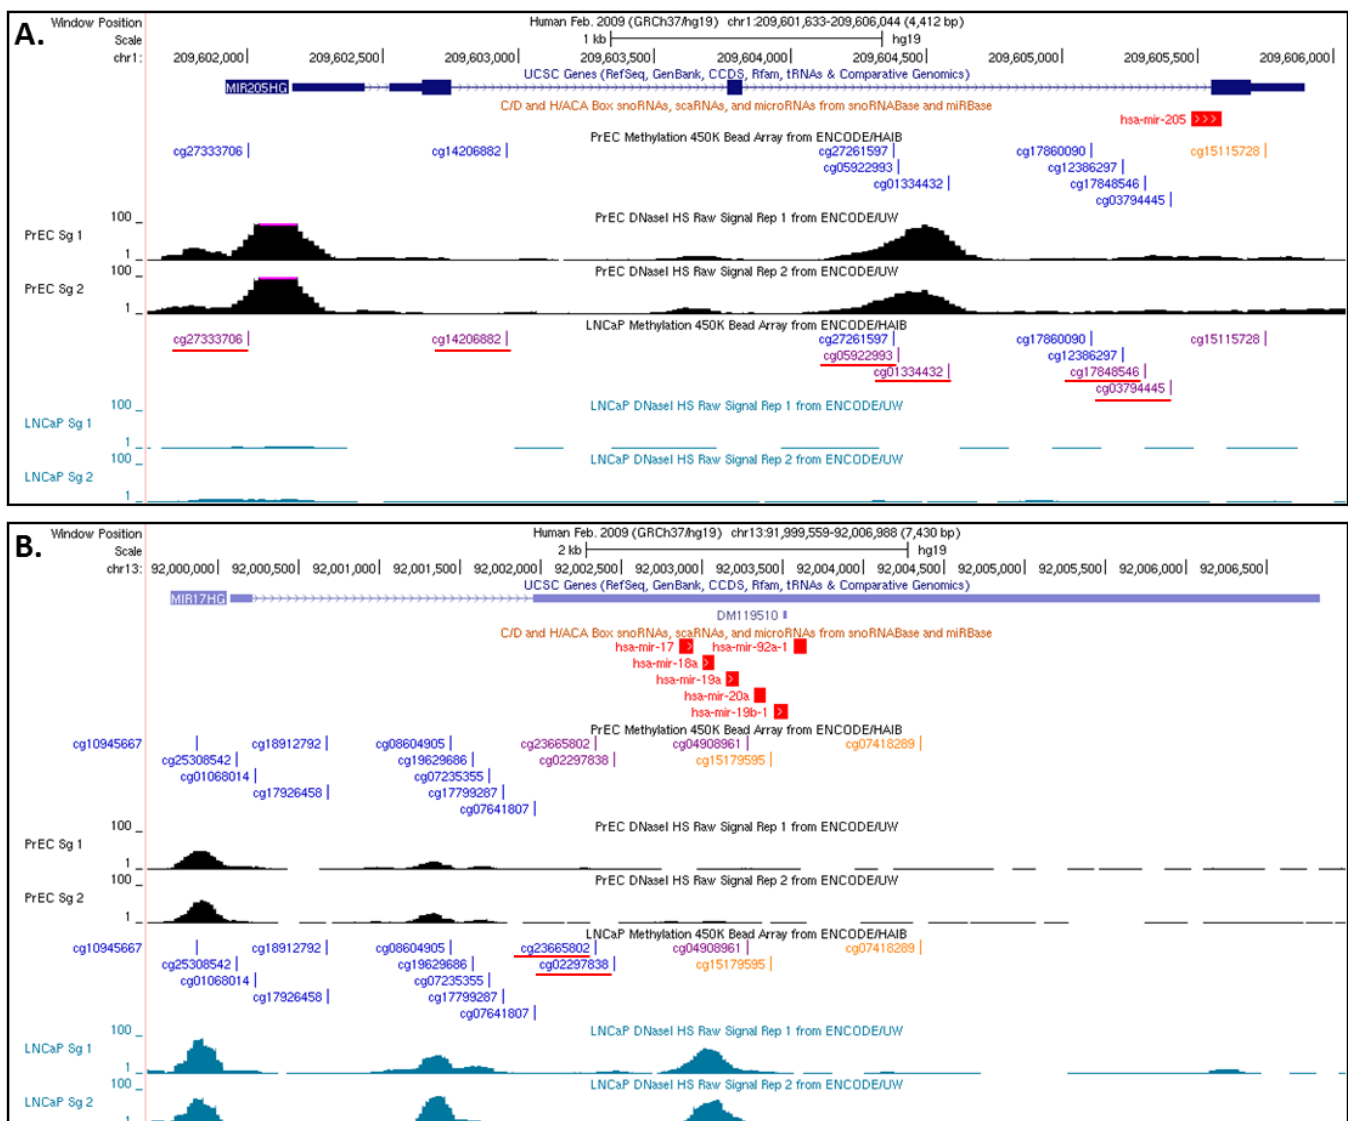 A.
Window Position Human Feb. 2009 (GRCh37/hg19) chr1:209,601,633-209,606,044 (4,412 bp)
Scale 1 kb hg19
chr1: 209,602,000 209,602,500 209,603,000 209,603,500 209,604,000 209,604,500 209,605,000 209,605,500 209,606,000
UCSC Genes (RefSeq, GenBank, CCDS, Rfam, tRNAs & Comparative Genomics)
MIR205HG
C/D and H/ACA Box snoRNAs, scaRNAs, and microRNAs from snoRNABase and miRBase
hsa-mir-205
PrEC Methylation 450K Bead Array from ENCODE/HAIB
cg27333706 cg14206882 cg27261597 cg17860090 cg15115728
cg05922993 cg12386297
cg01334432 cg17848546
cg03794445
100 PrEC DNaseI HS Raw Signal Rep 1 from ENCODE/UW
PrEC Sg 1
1
100 PrEC DNaseI HS Raw Signal Rep 2 from ENCODE/UW
PrEC Sg 2
1
LNCaP Methylation 450K Bead Array from ENCODE/HAIB
cg27333706 cg14206882 cg27261597 cg17860090 cg15115728
cg05922993 cg12386297
cg01334432 cg17848546
cg03794445
100 LNCaP DNaseI HS Raw Signal Rep 1 from ENCODE/UW
LNCaP Sg 1
1
100 LNCaP DNaseI HS Raw Signal Rep 2 from ENCODE/UW
LNCaP Sg 2
1
B.
Window Position Human Feb. 2009 (GRCh37/hg19) chr13:91,999,559-92,006,988 (7,430 bp)
Scale 2 kb hg19
chr13: 92,000,000 92,000,500 92,001,000 92,001,500 92,002,000 92,002,500 92,003,000 92,003,500 92,004,000 92,004,500 92,005,000 92,005,500 92,006,000 92,006,500
UCSC Genes (RefSeq, GenBank, CCDS, Rfam, tRNAs & Comparative Genomics)
MIR17HG
DM119510
C/D and H/ACA Box snoRNAs, scaRNAs, and microRNAs from snoRNABase and miRBase
hsa-mir-17 hsa-mir-92a-1
hsa-mir-18a
hsa-mir-19a
hsa-mir-20a
hsa-mir-19b-1
PrEC Methylation 450K Bead Array from ENCODE/HAIB
cg10945667 cg18912792 cg08604905 cg23665802 cg04908961 cg07418289
cg25308542 cg19629686 cg02297838 cg15179595
cg01068014 cg07235355
cg17926458 cg17799287
cg07641807
100 PrEC DNaseI HS Raw Signal Rep 1 from ENCODE/UW
PrEC Sg 1
1
100 PrEC DNaseI HS Raw Signal Rep 2 from ENCODE/UW
PrEC Sg 2
1
LNCaP Methylation 450K Bead Array from ENCODE/HAIB
cg10945667 cg18912792 cg08604905 cg23665802 cg04908961 cg07418289
cg25308542 cg19629686 cg02297838 cg15179595
cg01068014 cg07235355
cg17926458 cg17799287
cg07641807
100 LNCaP DNaseI HS Raw Signal Rep 1 from ENCODE/UW
LNCaP Sg 1
1
100 LNCaP DNaseI HS Raw Signal Rep 2 from ENCODE/UW
LNCaP Sg 2
1